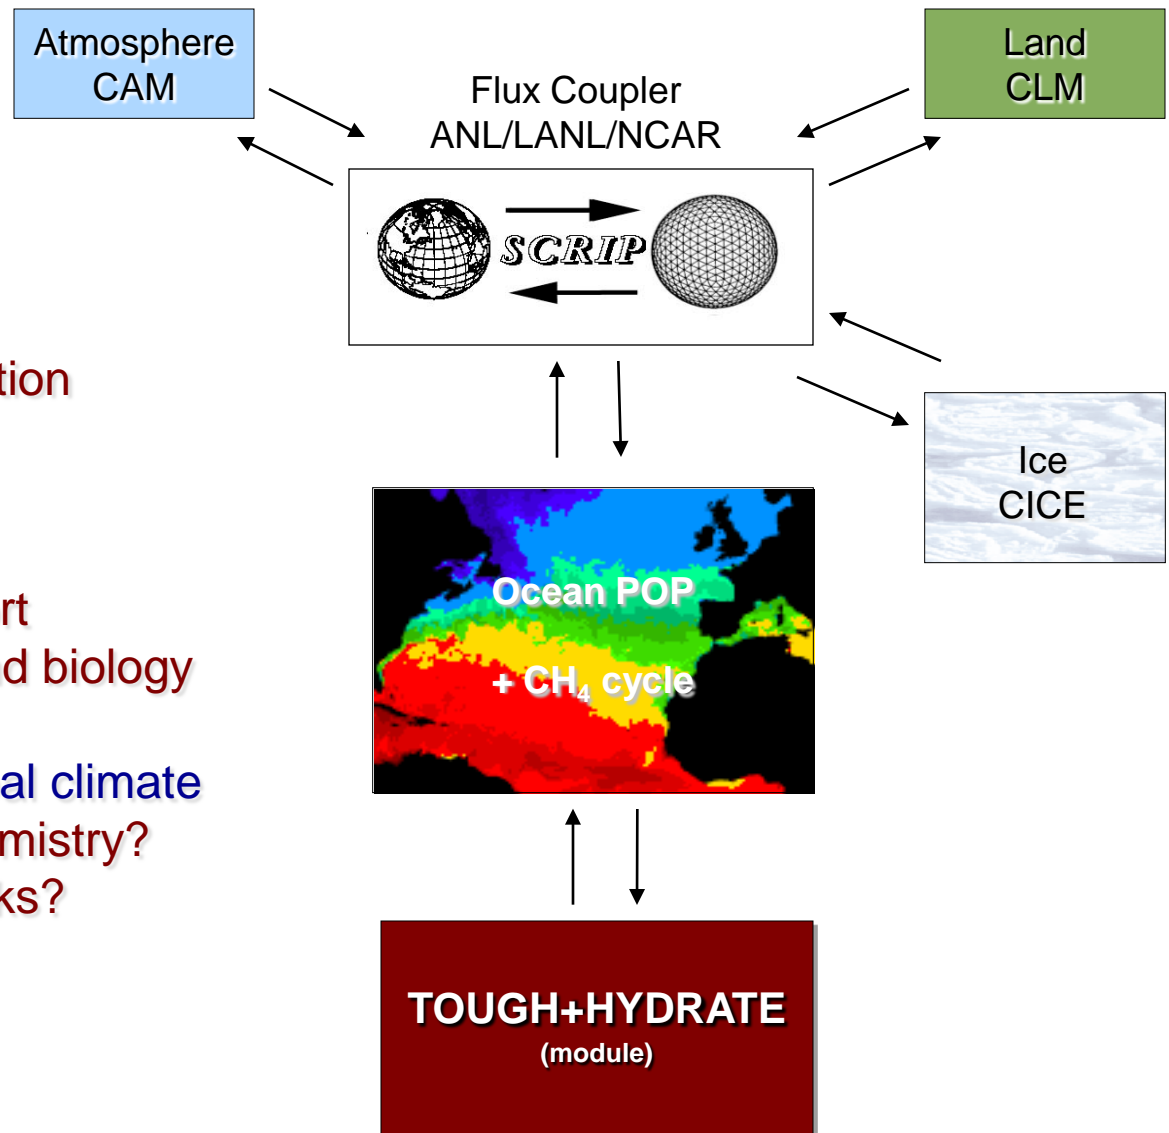 Atmosphere
CAM
Land
CLM
Flux Coupler
ANL/LANL/NCAR
SCRIP
tion
Ice
CICE
rt
nd biology
al climate
mistry?
ks?
Ocean POP
+ CH₄ cycle
TOUGH+HYDRATE
(module)